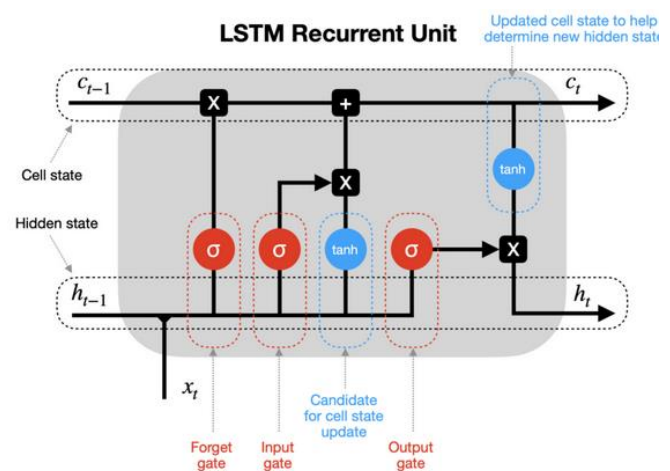 LSTM Recurrent Unit
Updated cell state to help
determine new hidden state
c_{t-1}
c_t
X
+
Cell state
tanh
X
Hidden state
σ
σ
tanh
σ
X
h_{t-1}
h_t
x_t
Candidate
for cell state
update
Forget
gate
Input
gate
Output
gate